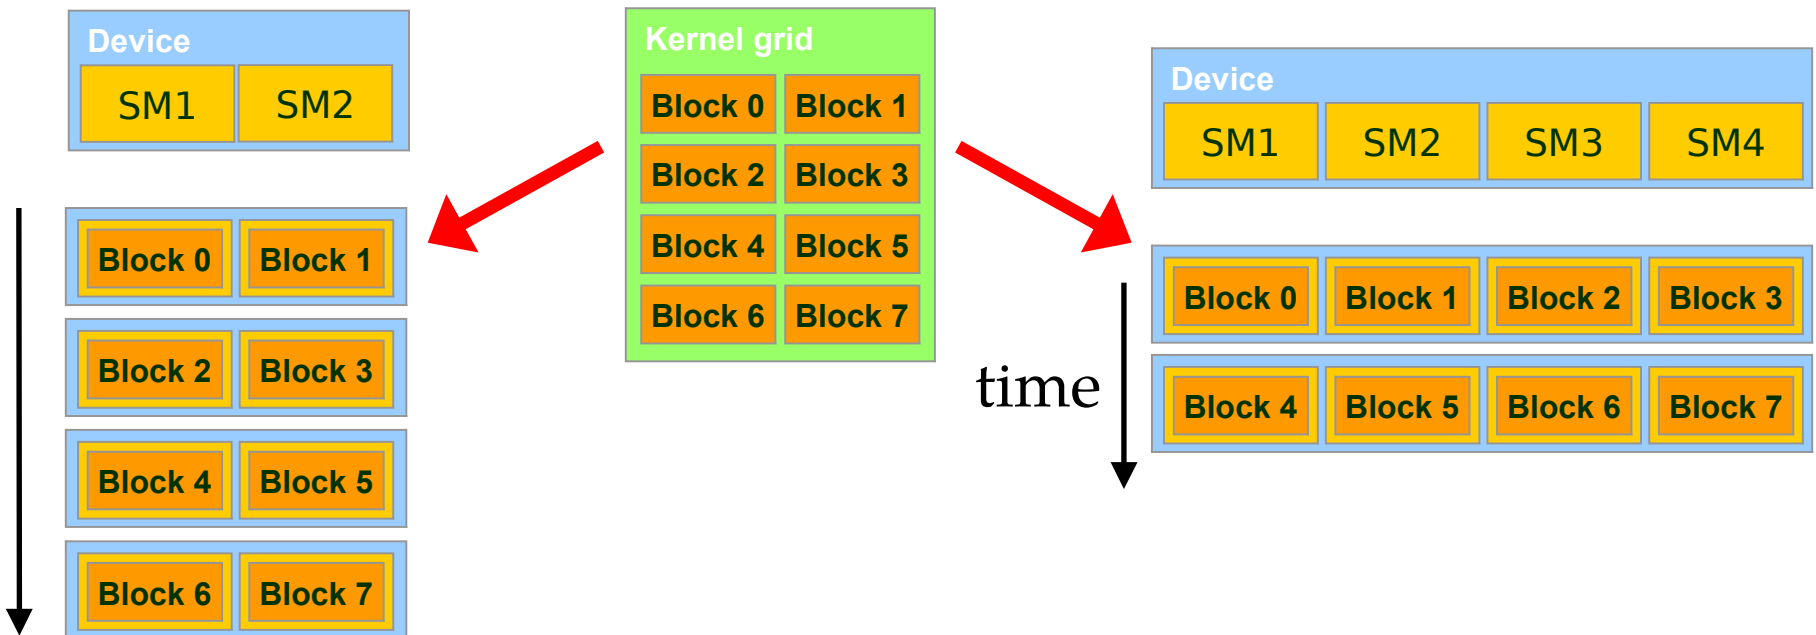 Device
SM1 SM2
Block 0 Block 1
Block 2 Block 3
Block 4 Block 5
Block 6 Block 7
Kernel grid
Block 0 Block 1
Block 2 Block 3
Block 4 Block 5
Block 6 Block 7
Device
SM1 SM2 SM3 SM4
time
Block 0 Block 1 Block 2 Block 3
Block 4 Block 5 Block 6 Block 7